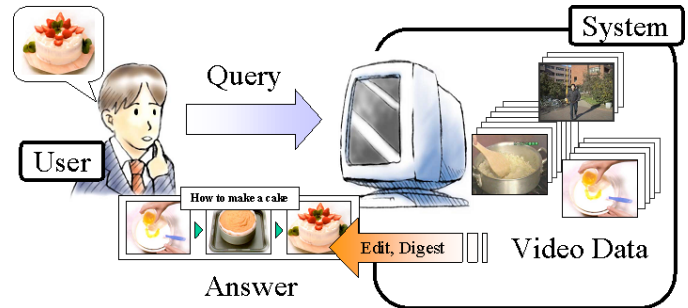 System
Query
User
How to make a cake
Edit, Digest
Video Data
Answer